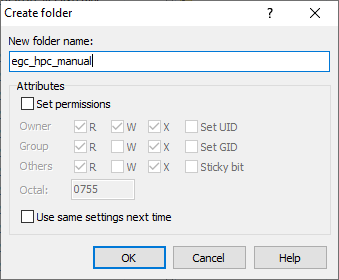 Create folder
New folder name:
egc_hpc_manual
Attributes
Set permissions
Owner R W X Set UID
Group R W X Set GID
Others R W X Sticky bit
Octal: 0755
Use same settings next time
OK Cancel Help